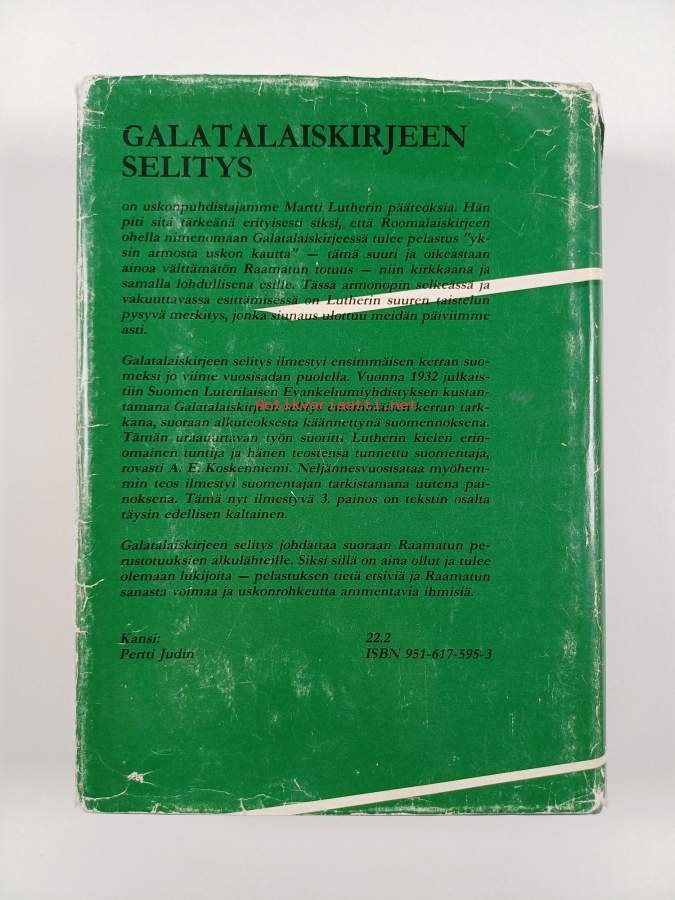 GALATALAISKIRJEEN
SELITYS
on uskonpuhdistajamme Martti Lutherin pääteoksia. Hän
piti sitä tärkeänä erityisesti siksi, että Roomalaiskirjeen
ohella nimenomaan Galatalaiskirjeessä tulee pelastus "yk-
sin armosta uskon kautta" — tämä suuri ja oikeastaan
ainoa välttämätön Raamatun totuus — niin kirkkaana ja
samalla lohdullisena esille. Tässä armonopin selkeässä ja
vakuuttavassa esittämisessä on Lutherin suuren taistelun
pysyvä merkitys, jonka siunaus ulottuu meidän päiviimme
asti.
Galatalaiskirjeen selitys ilmestyi ensimmäisen kerran suo-
meksi jo viime vuosisadan puolella. Vuonna 1932 julkais-
tiin Suomen Luterilaisen Evankeliumiyhdistyksen kustan-
tamana Galatalaiskirjeen selitys ensimmäisen kerran tark-
Antikvariaatti.net
kana, suoraan alkuteoksesta käännettynä suomennoksena.
Tämän uraauurtavan työn suoritti Lutherin kielen erin-
omainen tuntija ja hänen teostensa tunnettu suomentaja,
rovasti A. E. Koskenniemi. Neljännesvuosisataa myöhem-
min teos ilmestyi suomentajan tarkistamana uutena pai-
noksena. Tämä nyt ilmestyvä 3. painos on tekstin osalta
täysin edellisen kaltainen.
Galatalaiskirjeen selitys johdattaa suoraan Raamatun pe-
rustotuuksien alkulähteille. Siksi sillä on aina ollut ja tulee
olemaan lukijoita — pelastuksen tietä etsiviä ja Raamatun
sanasta voimaa ja uskonrohkeutta ammentavia ihmisiä.
Kansi:
Pertti Judin
22.2
ISBN 951-617-595-3